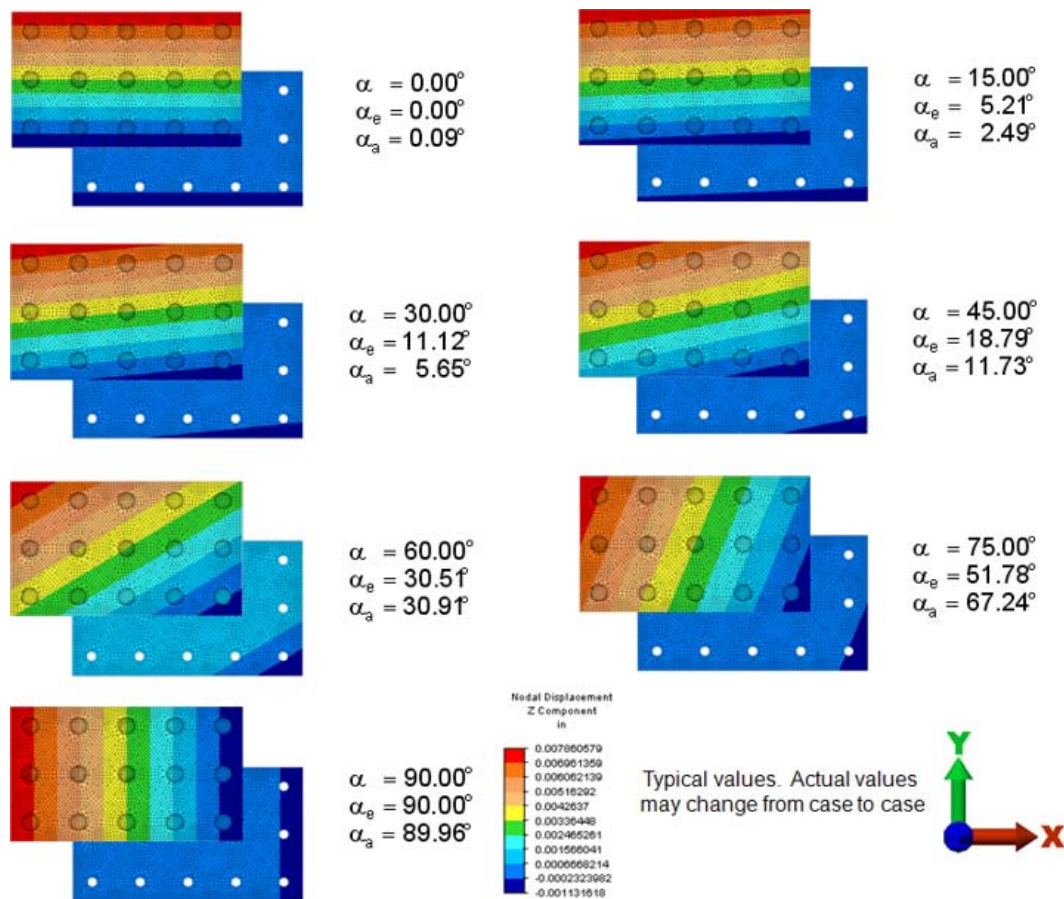 α = 0.00°
αe = 0.00°
αa = 0.09°
α = 15.00°
αe = 5.21°
αa = 2.49°
α = 30.00°
αe = 11.12°
αa = 5.65°
α = 45.00°
αe = 18.79°
αa = 11.73°
α = 60.00°
αe = 30.51°
αa = 30.91°
α = 75.00°
αe = 51.78°
αa = 67.24°
α = 90.00°
αe = 90.00°
αa = 89.96°
Nodal Displacement
Z Component
in
0.007860579
0.006961359
0.006062139
0.00516292
0.0042637
0.00336448
0.002465261
0.001566041
0.0006668214
-0.0002323982
-0.001131618
Typical values. Actual values
may change from case to case
Y
X